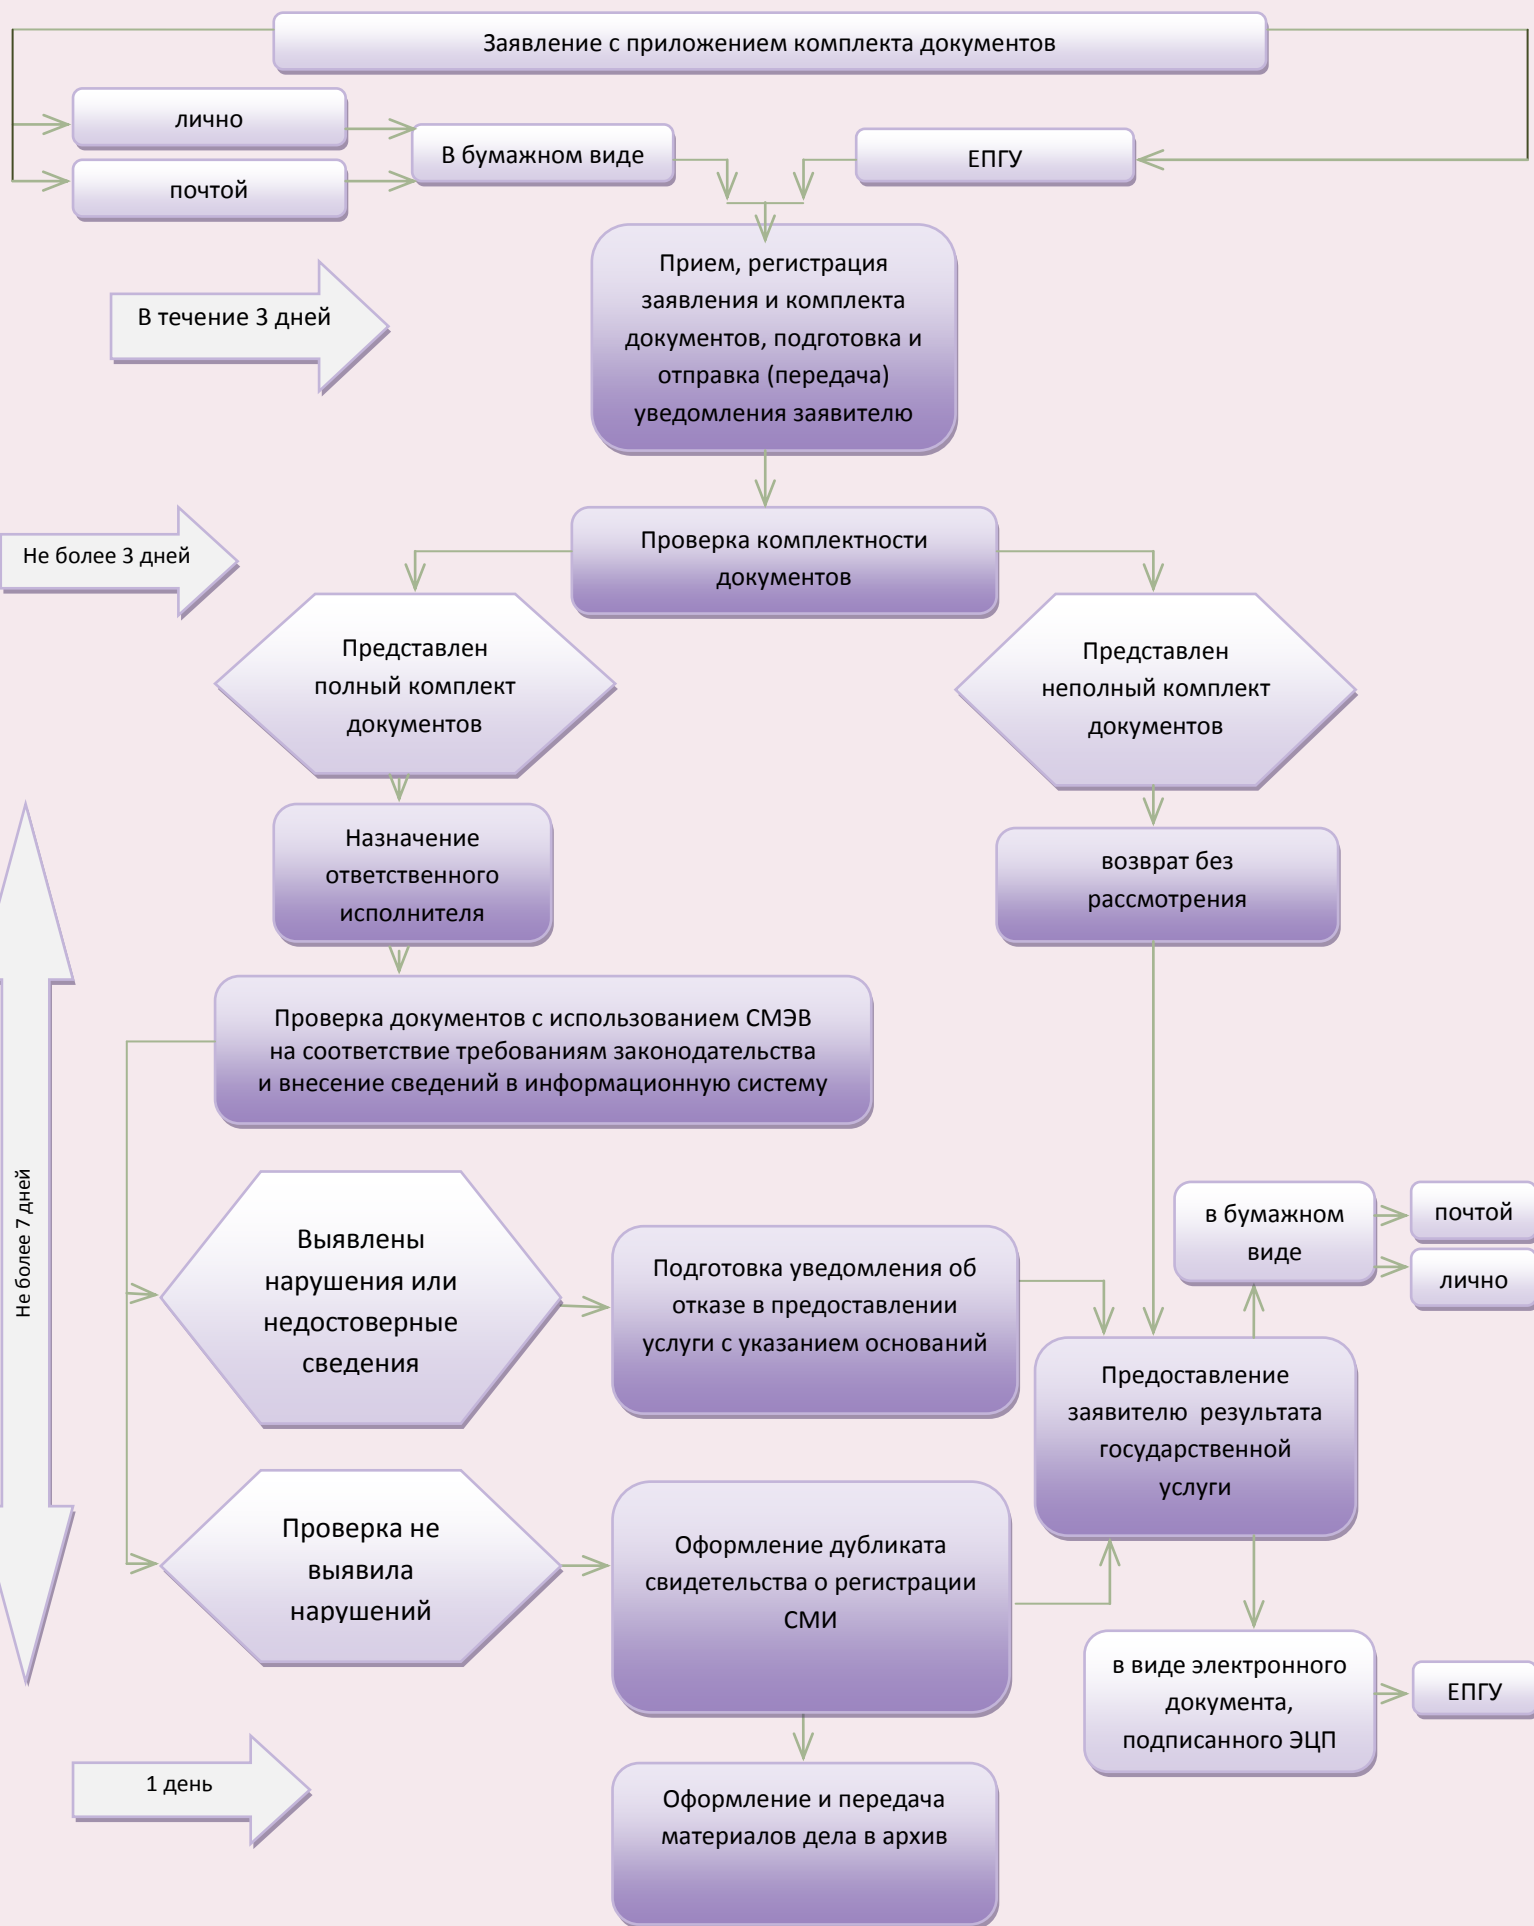 Заявление с приложением комплекта документов
лично
почтой
В бумажном виде
ЕПГУ
Прием, регистрация
заявления и комплекта
документов, подготовка и
отправка (передача)
уведомления заявителю
В течение 3 дней
Проверка комплектности
документов
Не более 3 дней
Представлен
полный комплект
документов
Представлен
неполный комплект
документов
Назначение
ответственного
исполнителя
возврат без
рассмотрения
Проверка документов с использованием СМЭВ
на соответствие требованиям законодательства
и внесение сведений в информационную систему
Не более 7 дней
Выявлены
нарушения или
недостоверные
сведения
Подготовка уведомления об
отказе в предоставлении
услуги с указанием оснований
в бумажном
виде
почтой
лично
Предоставление
заявителю результата
государственной
услуги
Проверка не
выявила
нарушений
Оформление дубликата
свидетельства о регистрации
СМИ
в виде электронного
документа,
подписанного ЭЦП
ЕПГУ
1 день
Оформление и передача
материалов дела в архив